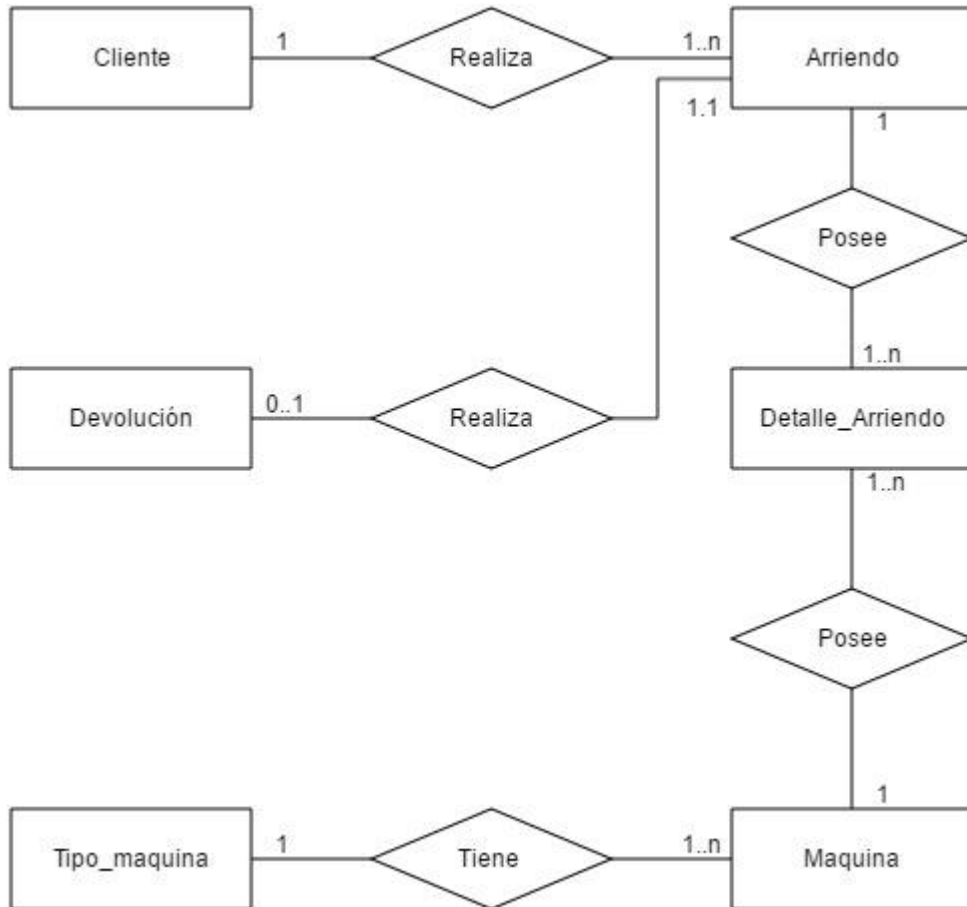 Cliente
1
Realiza
1..n
Arriendo
1.1
1
Posee
1..n
Devolución
0..1
Realiza
Detalle_Arriendo
1..n
Posee
1
Tipo_maquina
1
Tiene
1..n
Maquina